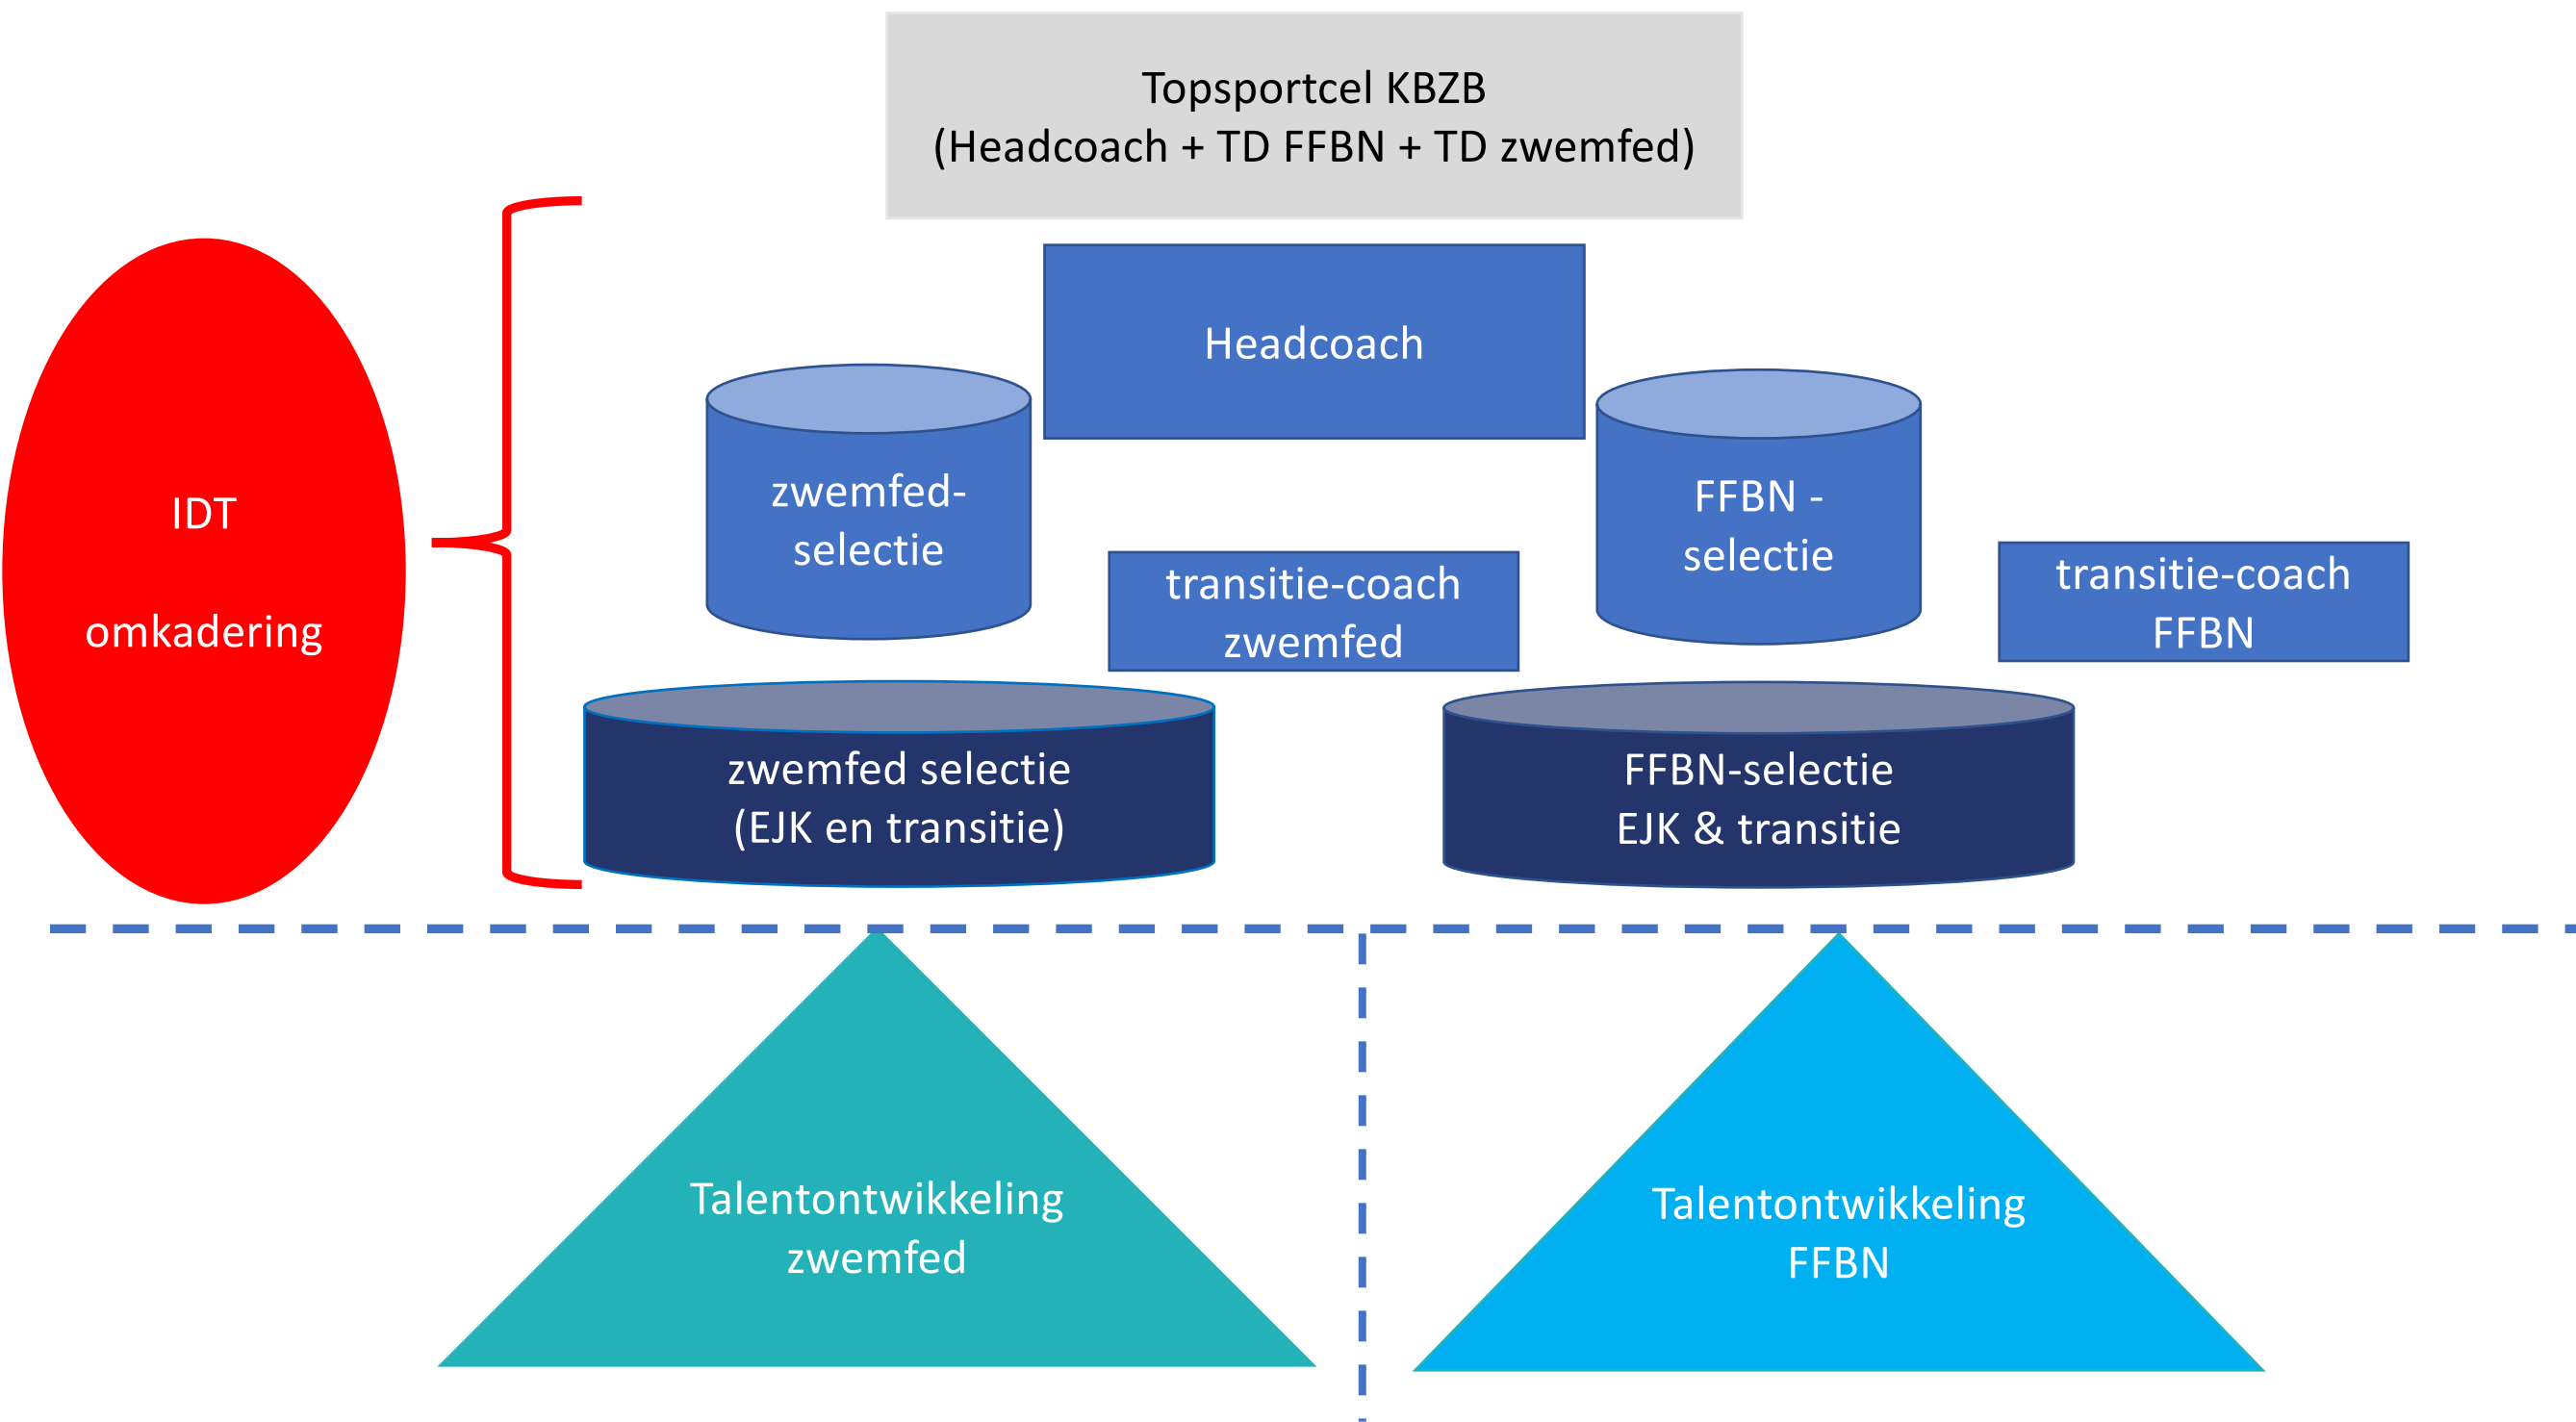 Topsportcel KBZB
(Headcoach + TD FFBN + TD zwemfed)
Headcoach
IDT
omkadering
zwemfed-
selectie
FFBN -
selectie
transitie-coach
zwemfed
transitie-coach
FFBN
zwemfed selectie
(EJK en transitie)
FFBN-selectie
EJK & transitie
Talentontwikkeling
zwemfed
Talentontwikkeling
FFBN